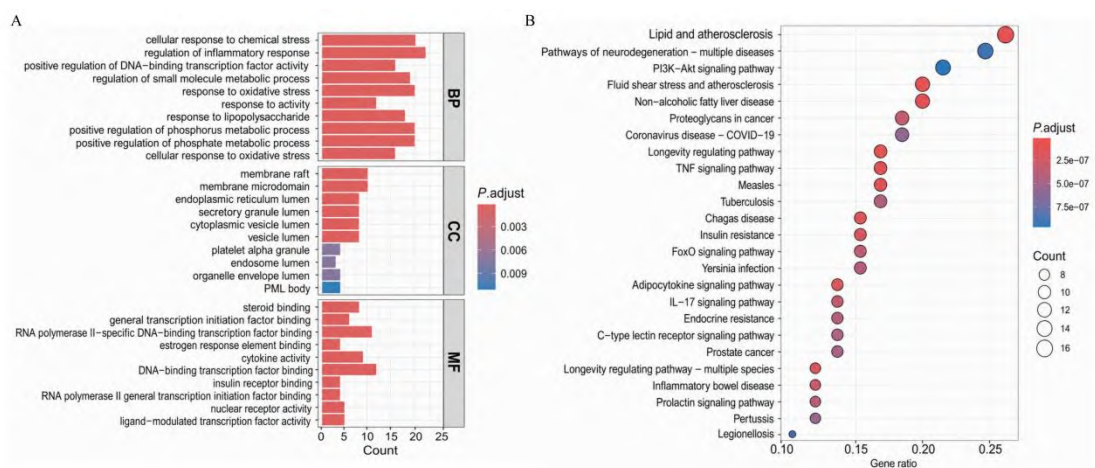 A
cellular response to chemical stress
regulation of inflammatory response
positive regulation of DNA−binding transcription factor activity
regulation of small molecule metabolic process
response to oxidative stress
response to activity
response to lipopolysaccharide
positive regulation of phosphorus metabolic process
positive regulation of phosphate metabolic process
cellular response to oxidative stress
BP
membrane raft
membrane microdomain
endoplasmic reticulum lumen
secretory granule lumen
cytoplasmic vesicle lumen
vesicle lumen
platelet alpha granule
endosome lumen
organelle envelope lumen
PML body
CC
steroid binding
general transcription initiation factor binding
RNA polymerase II−specific DNA−binding transcription factor binding
estrogen response element binding
cytokine activity
DNA−binding transcription factor binding
insulin receptor binding
RNA polymerase II general transcription initiation factor binding
nuclear receptor activity
ligand−modulated transcription factor activity
MF
0 5 10 15 20 25
Count
P.adjust
0.003
0.006
0.009
B
Lipid and atherosclerosis
Pathways of neurodegeneration − multiple diseases
PI3K−Akt signaling pathway
Fluid shear stress and atherosclerosis
Non−alcoholic fatty liver disease
Proteoglycans in cancer
Coronavirus disease − COVID−19
Longevity regulating pathway
TNF signaling pathway
Measles
Tuberculosis
Chagas disease
Insulin resistance
FoxO signaling pathway
Yersinia infection
Adipocytokine signaling pathway
IL−17 signaling pathway
Endocrine resistance
C−type lectin receptor signaling pathway
Prostate cancer
Longevity regulating pathway − multiple species
Inflammatory bowel disease
Prolactin signaling pathway
Pertussis
Legionellosis
0.10 0.15 0.20 0.25
Gene ratio
P.adjust
2.5e−07
5.0e−07
7.5e−07
Count
8
10
12
14
16